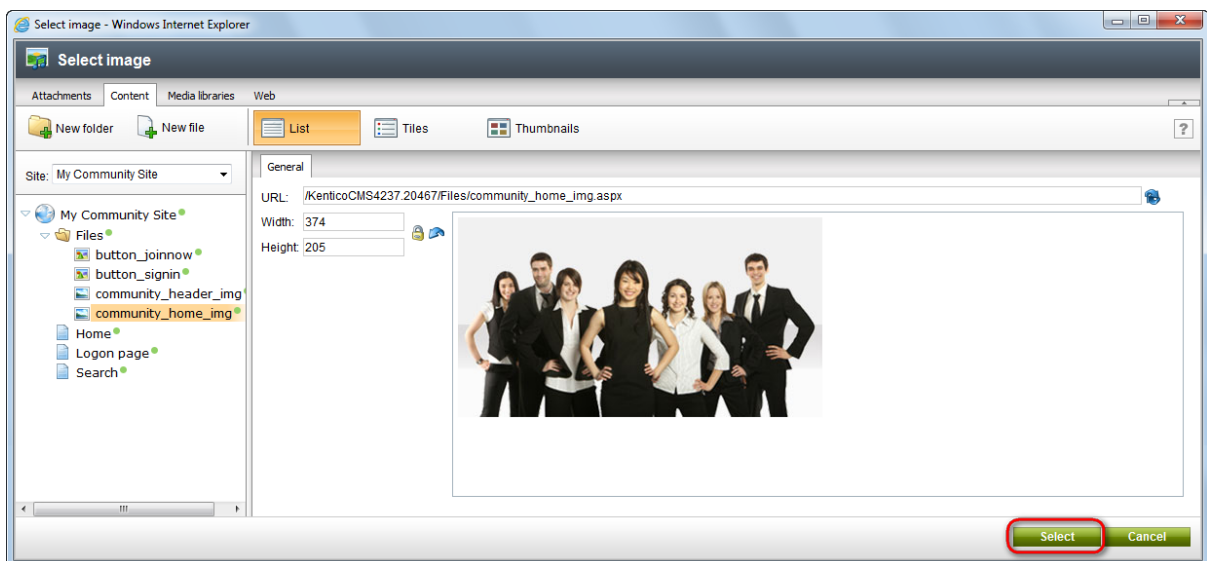 Select image - Windows Internet Explorer
Select image
Attachments Content Media libraries Web
New folder New file List Tiles Thumbnails ?
Site: My Community Site
General
URL: /KenticoCMS4237.20467/Files/community_home_img.aspx
My Community Site
Width: 374
Files
Height: 205
button_joinnow
button_signin
community_header_img
community_home_img
Home
Logon page
Search
Select Cancel